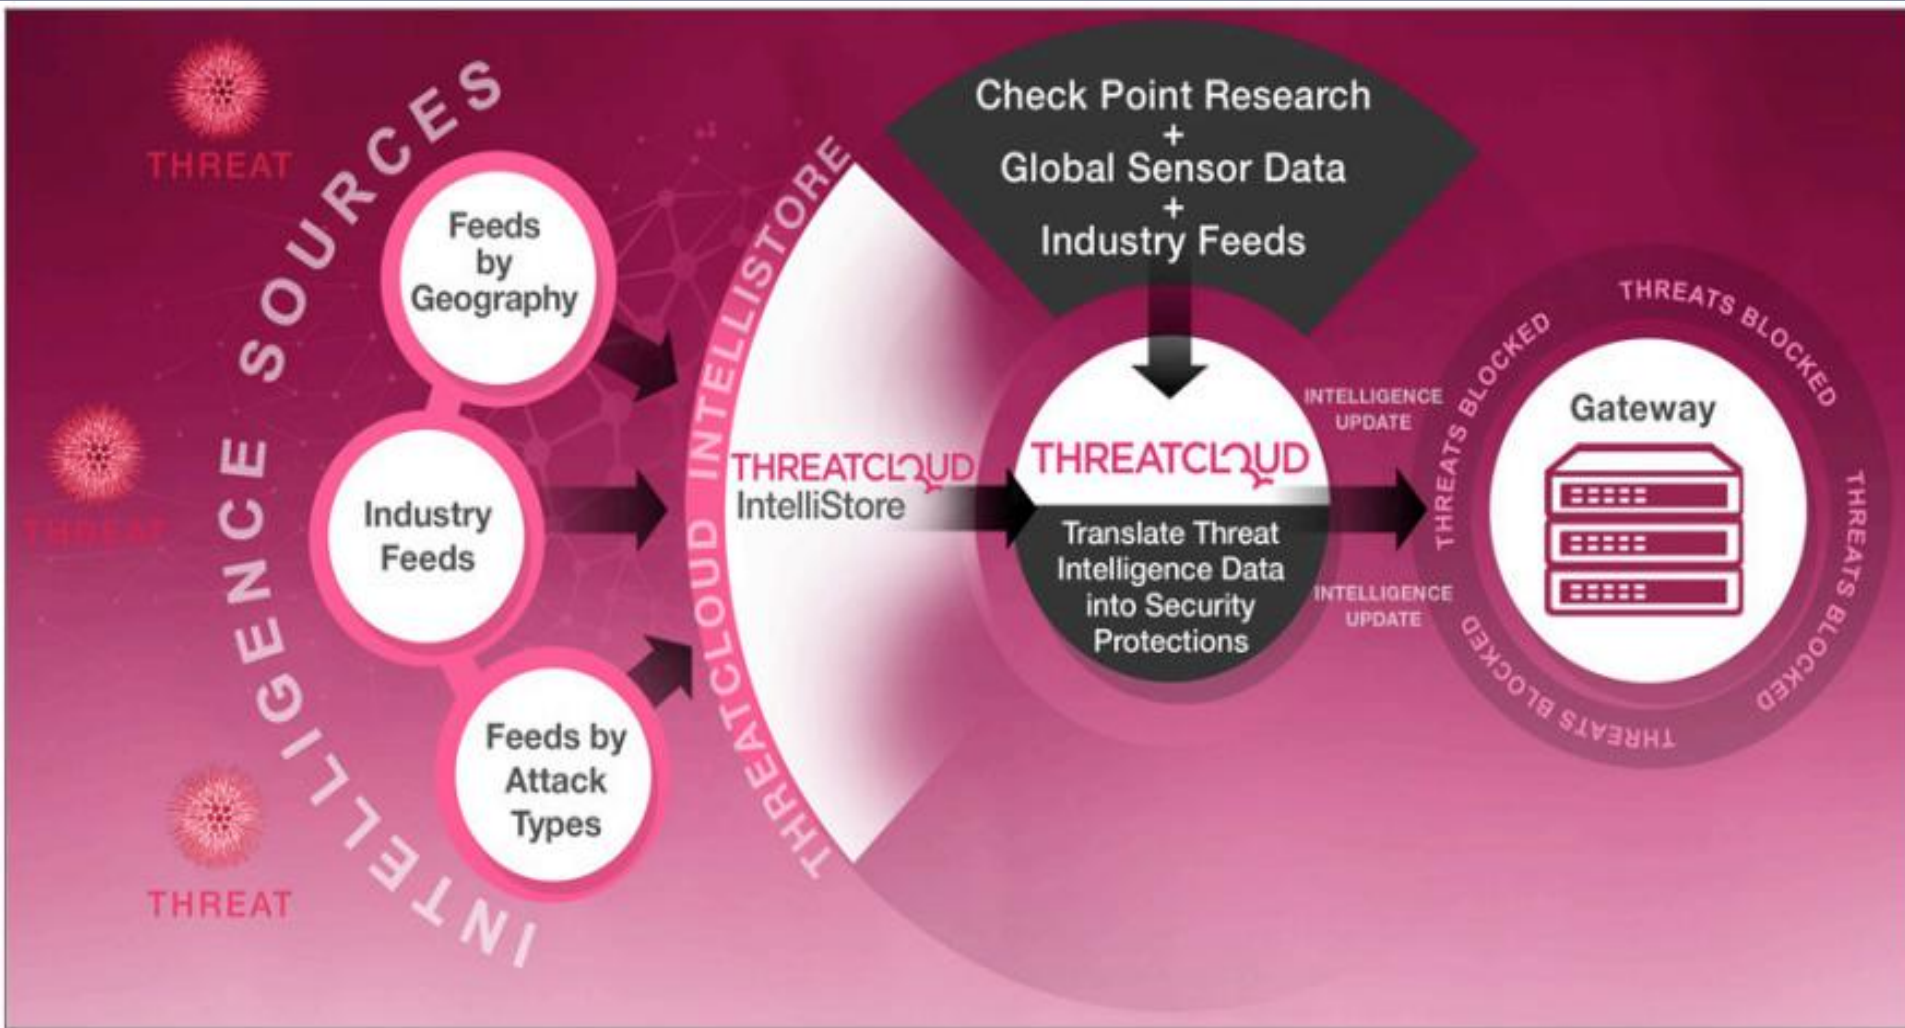 THREAT
THREAT
THREAT
INTELLIGENCE SOURCES
Feeds
by
Geography
Industry
Feeds
Feeds by
Attack
Types
THREATCLOUD INTELLISTORE
THREATCLOUD
IntelliStore
Check Point Research
+
Global Sensor Data
+
Industry Feeds
THREATCLOUD
Translate Threat
Intelligence Data
into Security
Protections
INTELLIGENCE
UPDATE
INTELLIGENCE
UPDATE
THREATS BLOCKED
THREATS BLOCKED
THREATS BLOCKED
THREATS BLOCKED
Gateway